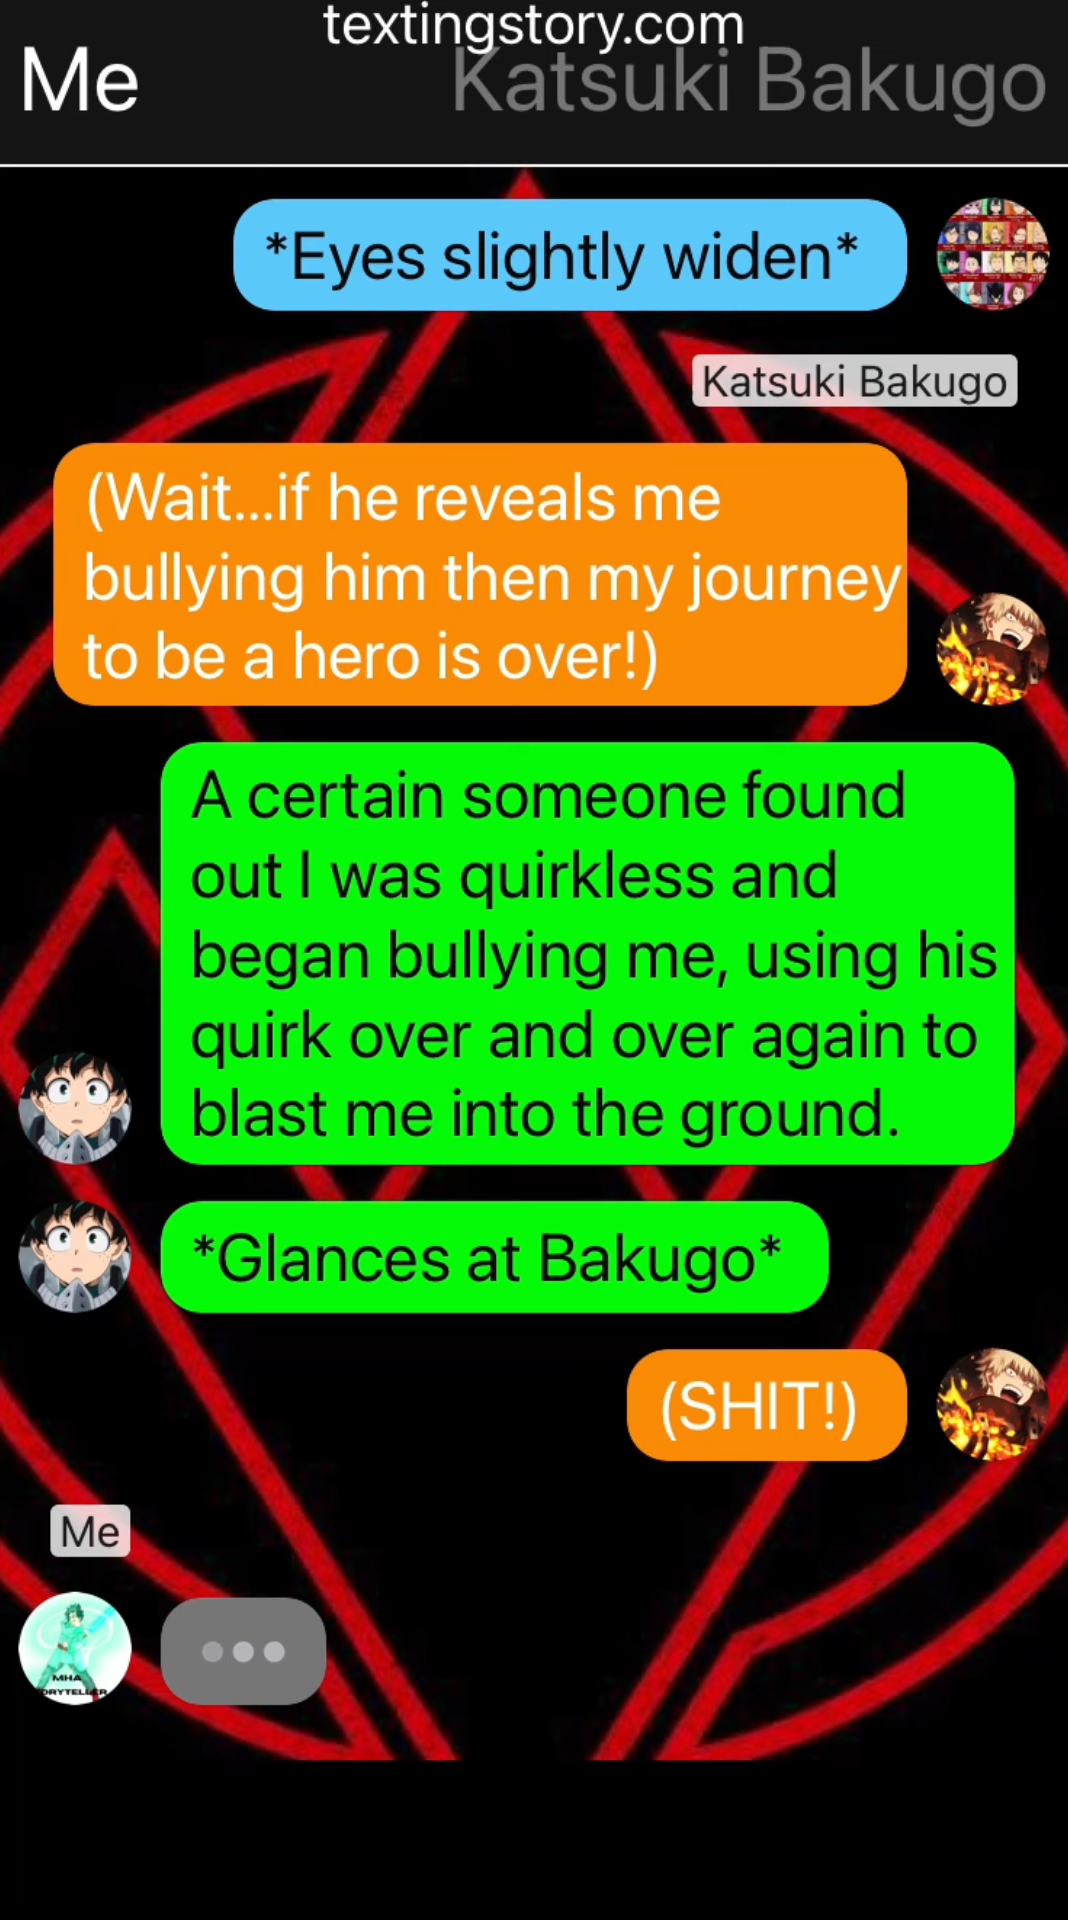 textingstory.com
Me
Katsuki Bakugo
*Eyes slightly widen*
Katsuki Bakugo
(Wait...if he reveals me
bullying him then my journey
to be a hero is over!)
A certain someone found
out I was quirkless and
began bullying me, using his
quirk over and over again to
blast me into the ground.
*Glances at Bakugo*
(SHIT!)
Me
MHA
ORYTELLER